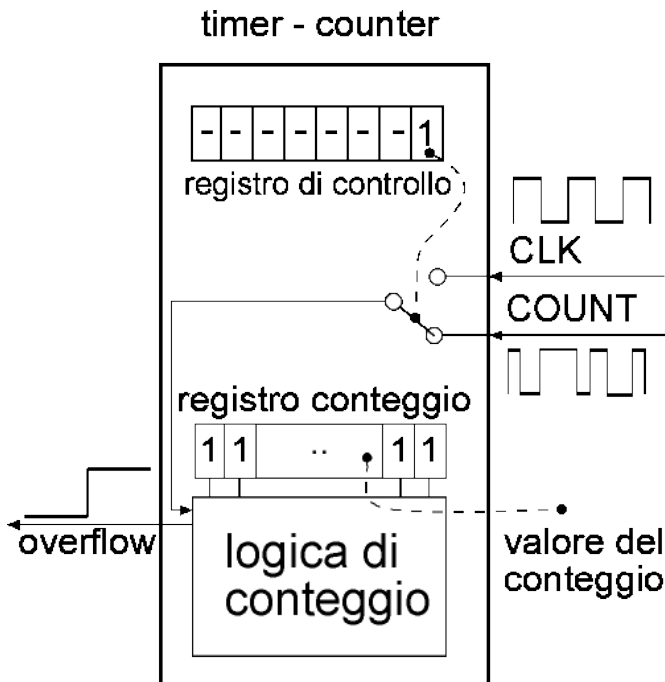 timer - counter
- - - - - - - 1
registro di controllo
CLK
COUNT
registro conteggio
1 1 .. 1 1
overflow
logica di
conteggio
valore del
conteggio